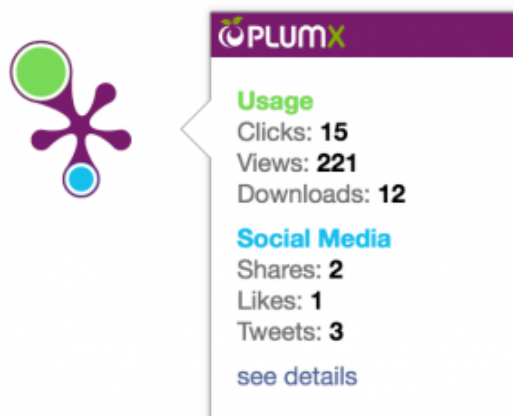 PLUMX
Usage
Clicks: 15
Views: 221
Downloads: 12
Social Media
Shares: 2
Likes: 1
Tweets: 3
see details